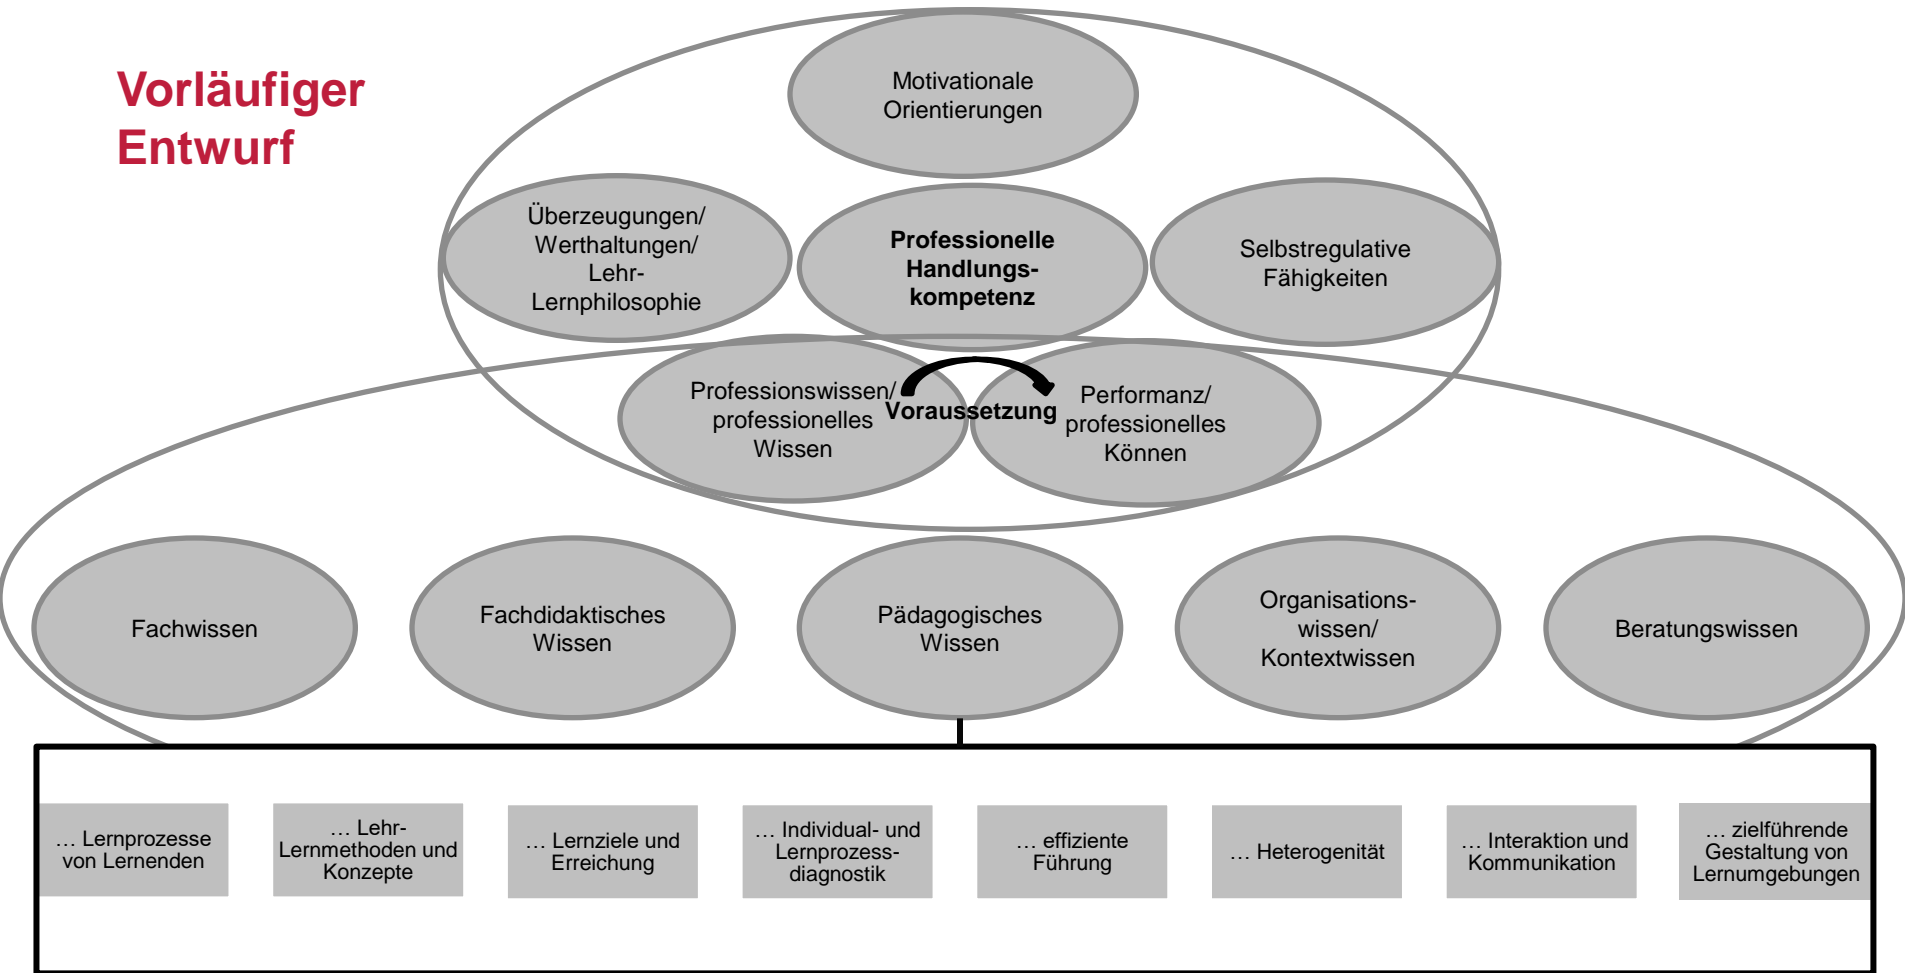 Vorläufiger
Entwurf
Motivationale
Orientierungen
Überzeugungen/
Werthaltungen/
Lehr-
Lernphilosophie
Professionelle
Handlungs-
kompetenz
Selbstregulative
Fähigkeiten
Professionswissen/
professionelles
Wissen
Voraussetzung
Performanz/
professionelles
Können
Fachwissen
Fachdidaktisches
Wissen
Pädagogisches
Wissen
Organisations-
wissen/
Kontextwissen
Beratungswissen
… Lernprozesse
von Lernenden
… Lehr-
Lernmethoden und
Konzepte
… Lernziele und
Erreichung
… Individual- und
Lernprozess-
diagnostik
… effiziente
Führung
… Heterogenität
… Interaktion und
Kommunikation
… zielführende
Gestaltung von
Lernumgebungen